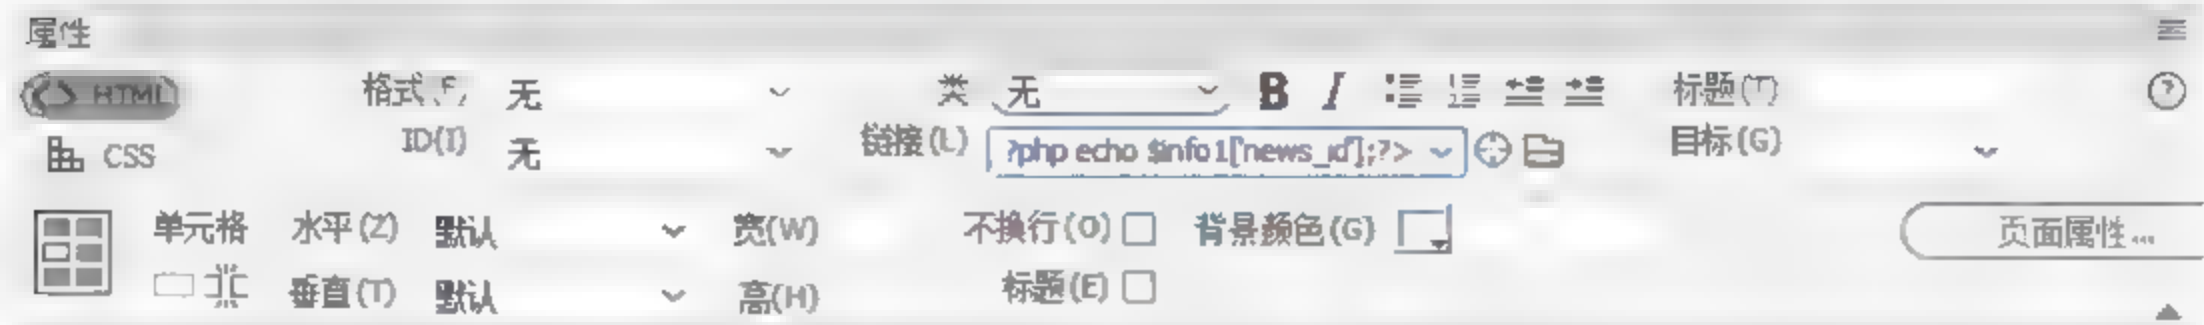 属性
HTML 格式(F) 无 类 无 B I 标题(T) ?
CSS ID(I) 无 链接(L) ?php echo $info1['news_id'];?> 目标(G)
单元格 水平(Z) 默认 宽(W) 不换行(O) 背景颜色(G) 页面属性...
垂直(T) 默认 高(H) 标题(E)